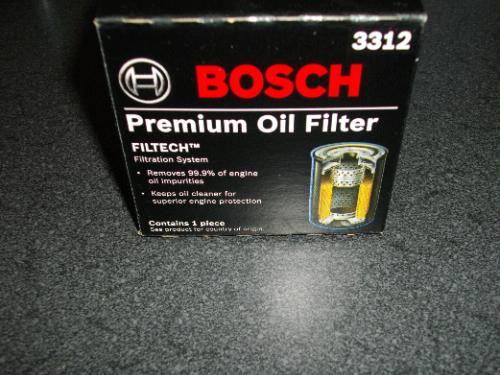 3312
BOSCH
Premium Oil Filter
FILTECH™
Filtration System
• Removes 99.9% of engine
oil impurities
• Keeps oil cleaner for
superior engine protection
Contains 1 piece
See product for country of origin.